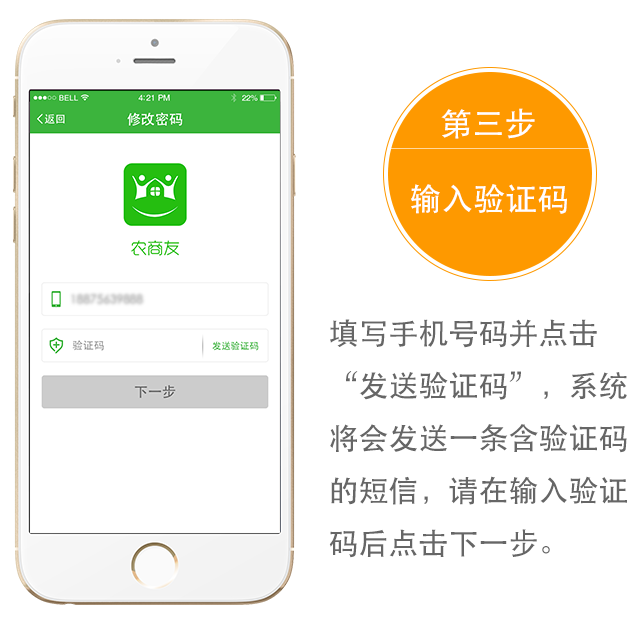 BELL
4:21 PM
22%
返回
修改密码
农商友
验证码
发送验证码
下一步
第三步
输入验证码
填写手机号码并点击
“发送验证码”，系统
将会发送一条含验证码
的短信，请在输入验证
码后点击下一步。